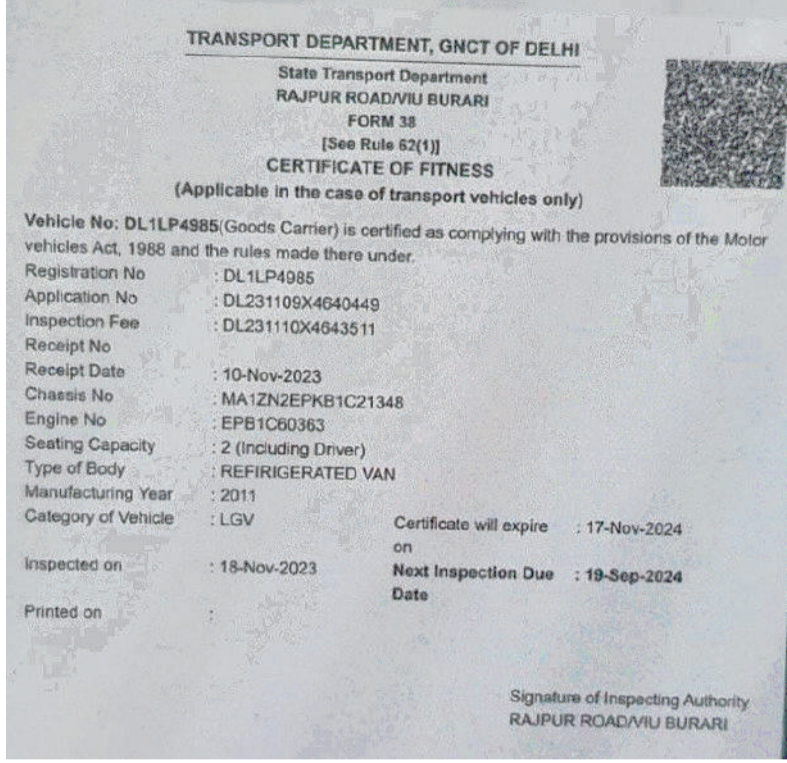 TRANSPORT DEPARTMENT, GNCT OF DELHI
State Transport Department
RAJPUR ROAD/VIU BURARI
FORM 38
[See Rule 62(1)]
CERTIFICATE OF FITNESS
(Applicable in the case of transport vehicles only)
Vehicle No: DL1LP4985(Goods Carrier) is certified as complying with the provisions of the Motor
vehicles Act, 1988 and the rules made there under.
Registration No : DL1LP4985
Application No : DL231109X4640449
Inspection Fee : DL231110X4643511
Receipt No
Receipt Date : 10-Nov-2023
Chassis No : MA1ZN2EPKB1C21348
Engine No : EPB1C60363
Seating Capacity : 2 (Including Driver)
Type of Body : REFIRIGERATED VAN
Manufacturing Year : 2011
Category of Vehicle : LGV Certificate will expire : 17-Nov-2024
on
Inspected on : 18-Nov-2023 Next Inspection Due : 19-Sep-2024
Date
Printed on :
Signature of Inspecting Authority
RAJPUR ROAD/VIU BURARI